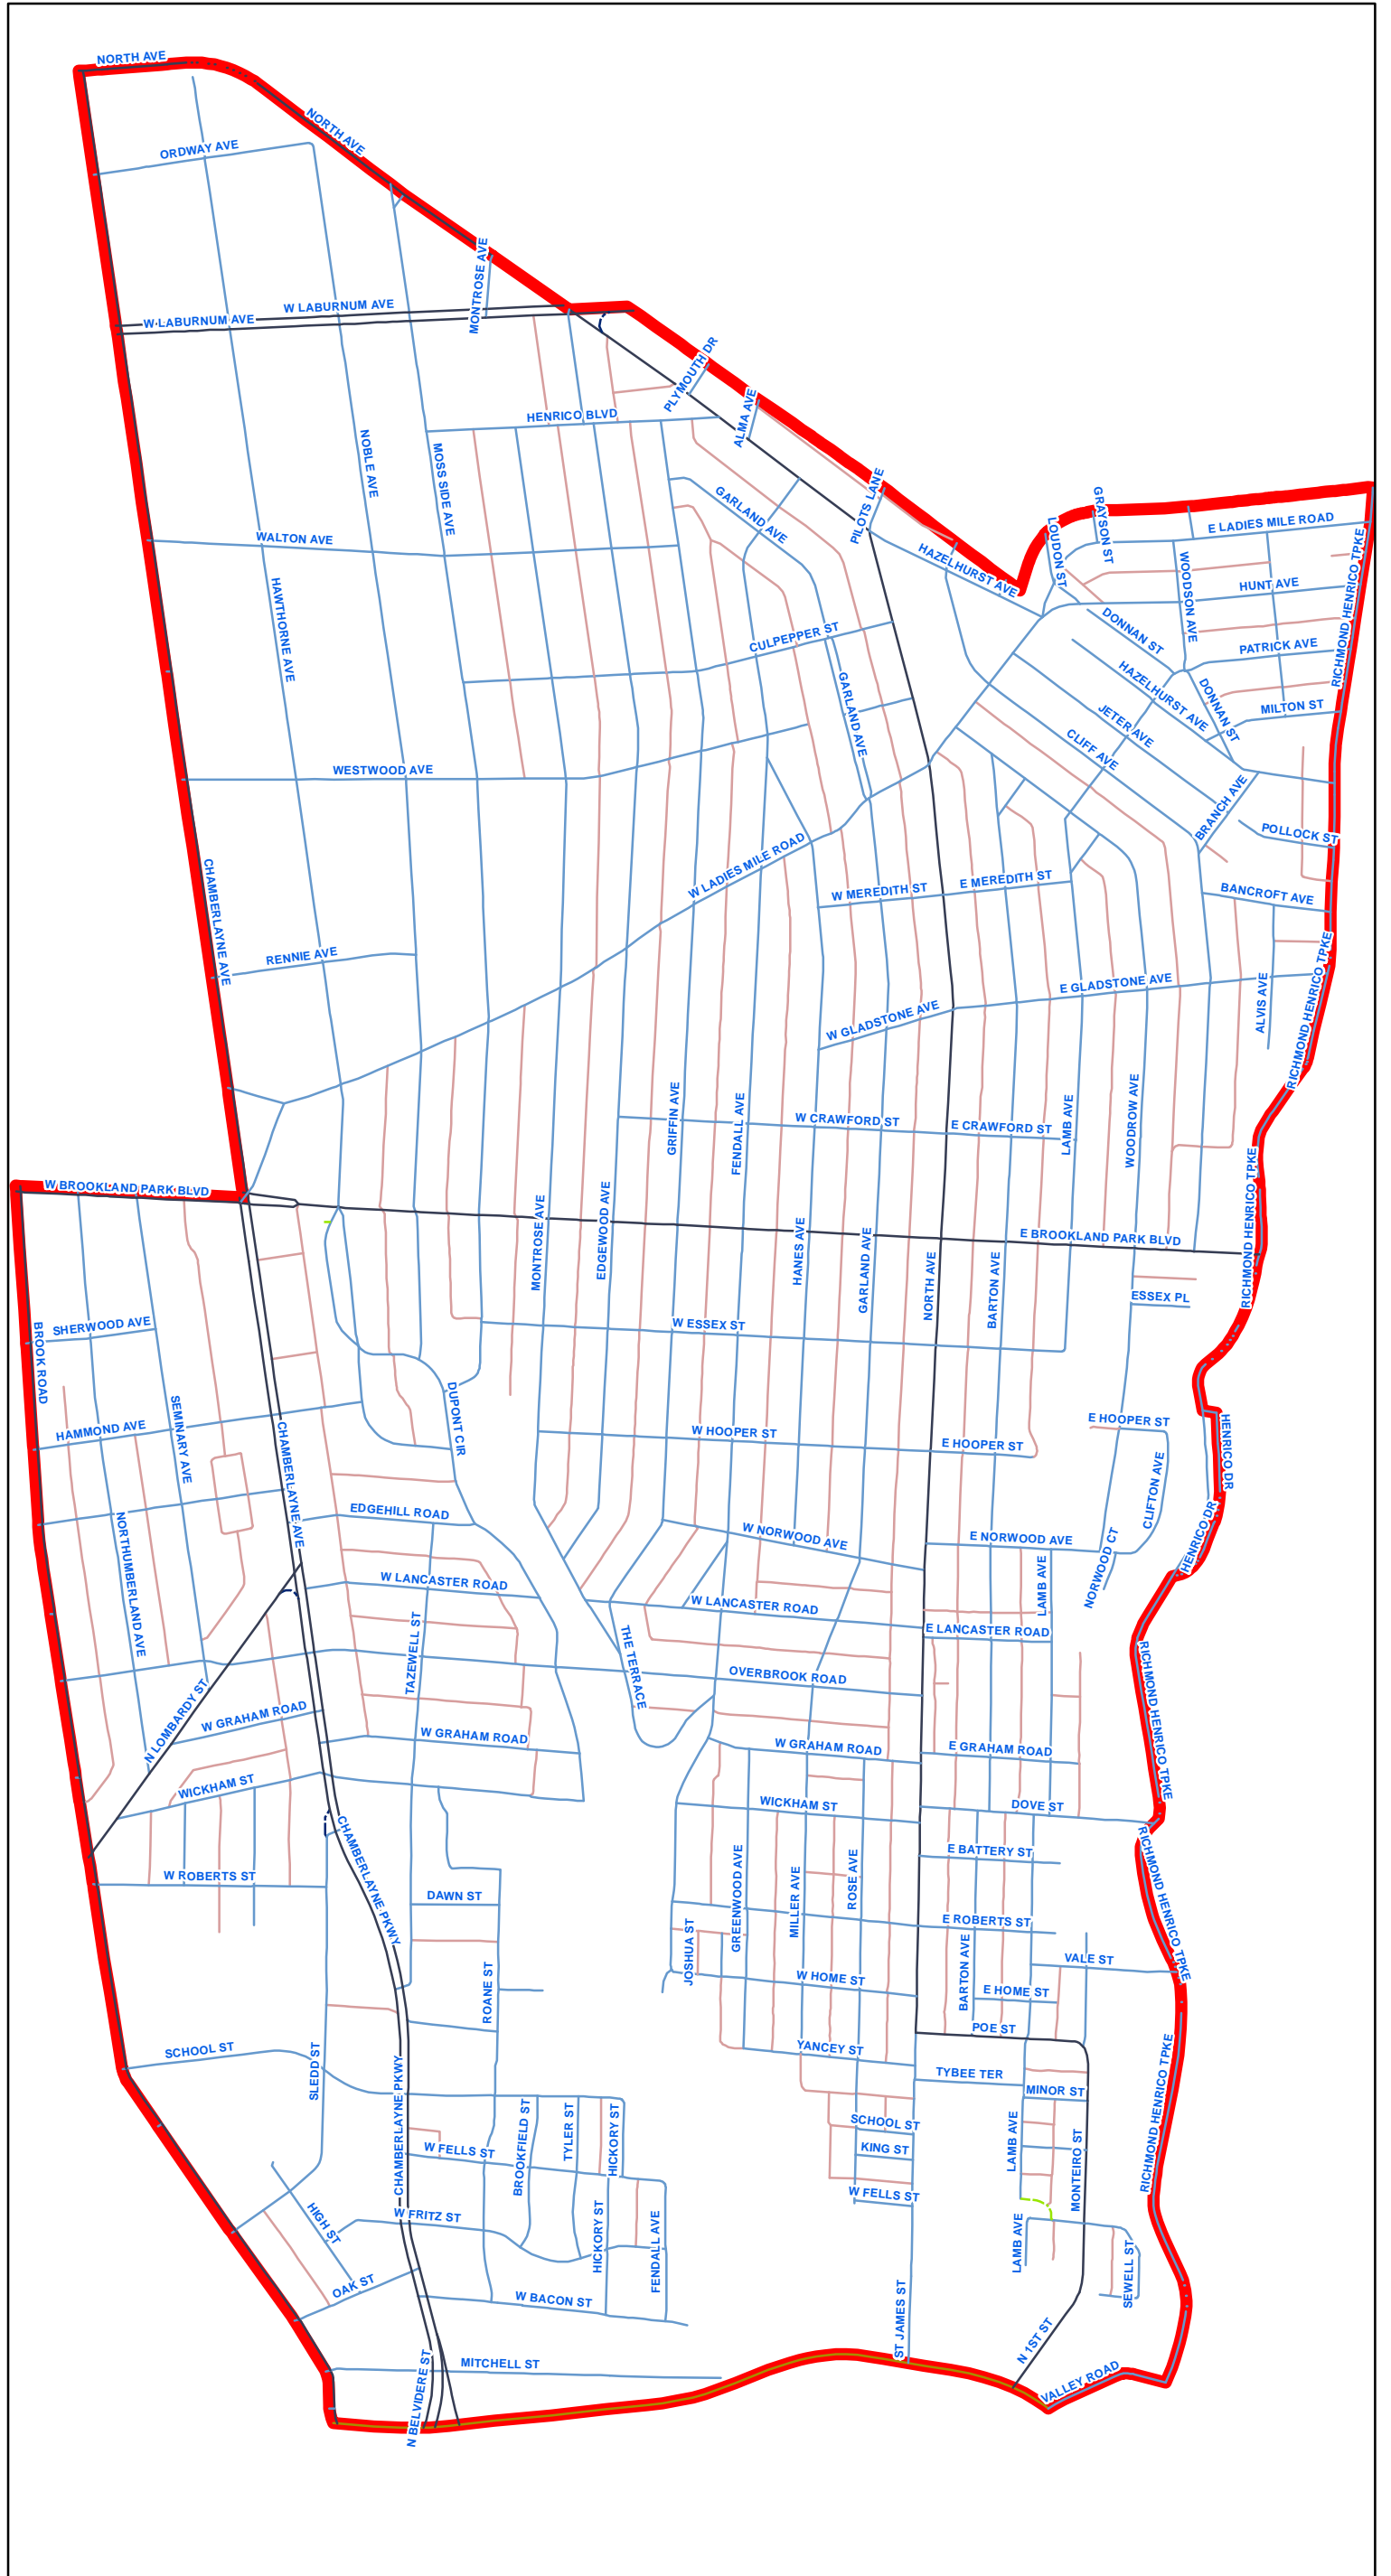 NORTH AVE
NORTH AVE
ORDWAY AVE
MONTROSE AVE
W LABURNUM AVE
W LABURNUM AVE
PLYMOUTH DR
ALMA AVE
HENRICO BLVD
NOBLE AVE
MOSS SIDE AVE
GARLAND AVE
PILOTS LANE
HAZELHURST AVE
LOUDON ST
GRAYSON ST
E LADIES MILE ROAD
WOODSON AVE
HUNT AVE
RICHMOND HENRICO TPKE
WALTON AVE
HAWTHORNE AVE
CULPEPPER ST
GARLAND AVE
DONNAN ST
PATRICK AVE
HAZELHURST AVE
DONNAN ST
MILTON ST
JETER AVE
CLIFF AVE
BRANCH AVE
POLLOCK ST
WESTWOOD AVE
CHAMBERLAYNE AVE
W LADIES MILE ROAD
W MEREDITH ST
E MEREDITH ST
BANCROFT AVE
RENNIE AVE
E GLADSTONE AVE
W GLADSTONE AVE
ALVIS AVE
RICHMOND HENRICO TPKE
GRIFFIN AVE
FENDALL AVE
W CRAWFORD ST
E CRAWFORD ST
LAMB AVE
WOODROW AVE
W BROOKLAND PARK BLVD
MONTROSE AVE
EDGEWOOD AVE
HANES AVE
GARLAND AVE
NORTH AVE
BARTON AVE
E BROOKLAND PARK BLVD
RICHMOND HENRICO TPKE
ESSEX PL
SHERWOOD AVE
BROOK ROAD
W ESSEX ST
HAMMOND AVE
SEMINARY AVE
CHAMBERLAYNE AVE
DUPONT CIR
W HOOPER ST
E HOOPER ST
E HOOPER ST
HENRICO DR
CLIFTON AVE
HENRICO DR
EDGEHILL ROAD
W NORWOOD AVE
E NORWOOD AVE
NORWOOD CT
NORTHUMBERLAND AVE
W LANCASTER ROAD
W LANCASTER ROAD
LAMB AVE
E LANCASTER ROAD
TAZEWELL ST
THE TERRACE
OVERBROOK ROAD
RICHMOND HENRICO TPKE
N LOMBARDY ST
W GRAHAM ROAD
W GRAHAM ROAD
W GRAHAM ROAD
E GRAHAM ROAD
WICKHAM ST
WICKHAM ST
DOVE ST
CHAMBERLAYNE PKWY
E BATTERY ST
RICHMOND HENRICO TPKE
W ROBERTS ST
DAWN ST
GREENWOOD AVE
MILLER AVE
ROSE AVE
E ROBERTS ST
JOSHUA ST
BARTON AVE
VALE ST
ROANE ST
W HOME ST
E HOME ST
POE ST
SCHOOL ST
SLEDD ST
CHAMBERLAYNE PKWY
YANCEY ST
TYBEE TER
MINOR ST
RICHMOND HENRICO TPKE
BROOKFIELD ST
TYLER ST
HICKORY ST
SCHOOL ST
W FELLS ST
KING ST
LAMB AVE
MONTEIRO ST
W FELLS ST
HIGH ST
W FRITZ ST
HICKORY ST
FENDALL AVE
LAMB AVE
SEWELL ST
OAK ST
W BACON ST
ST JAMES ST
N 1ST ST
MITCHELL ST
VALLEY ROAD
N BELVIDERE ST